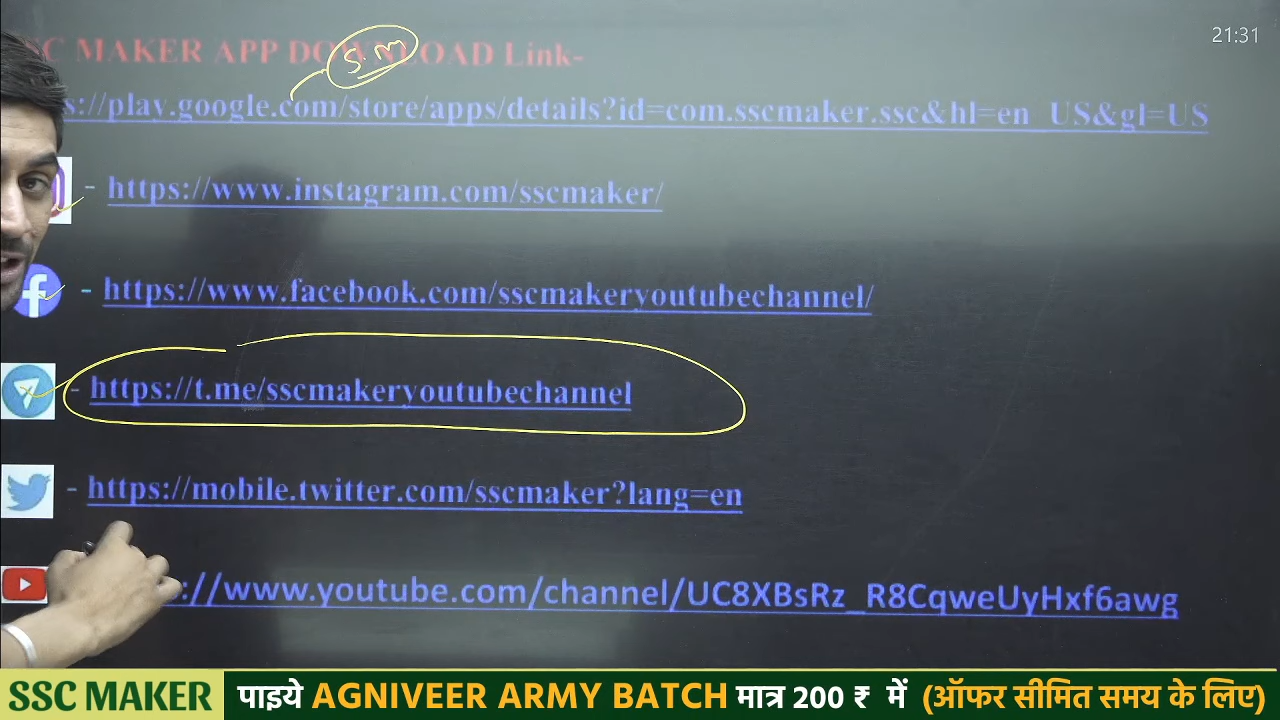 21:31
SSC MAKER APP DOWNLOAD Link-
S.M
s://play.google.com/store/apps/details?id=com.sscmaker.ssc&hl=en_US&gl=US
- https://www.instagram.com/sscmaker/
- https://www.facebook.com/sscmakeryoutubechannel/
- https://t.me/sscmakeryoutubechannel
- https://mobile.twitter.com/sscmaker?lang=en
://www.youtube.com/channel/UC8XBsRz_R8CqweUyHxf6awg
SSC MAKER पाइये AGNIVEER ARMY BATCH मात्र 200 ₹ में (ऑफर सीमित समय के लिए)